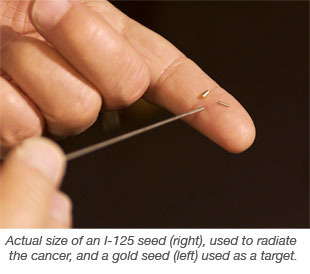 Actual size of an I-125 seed (right), used to radiate
the cancer, and a gold seed (left) used as a target.